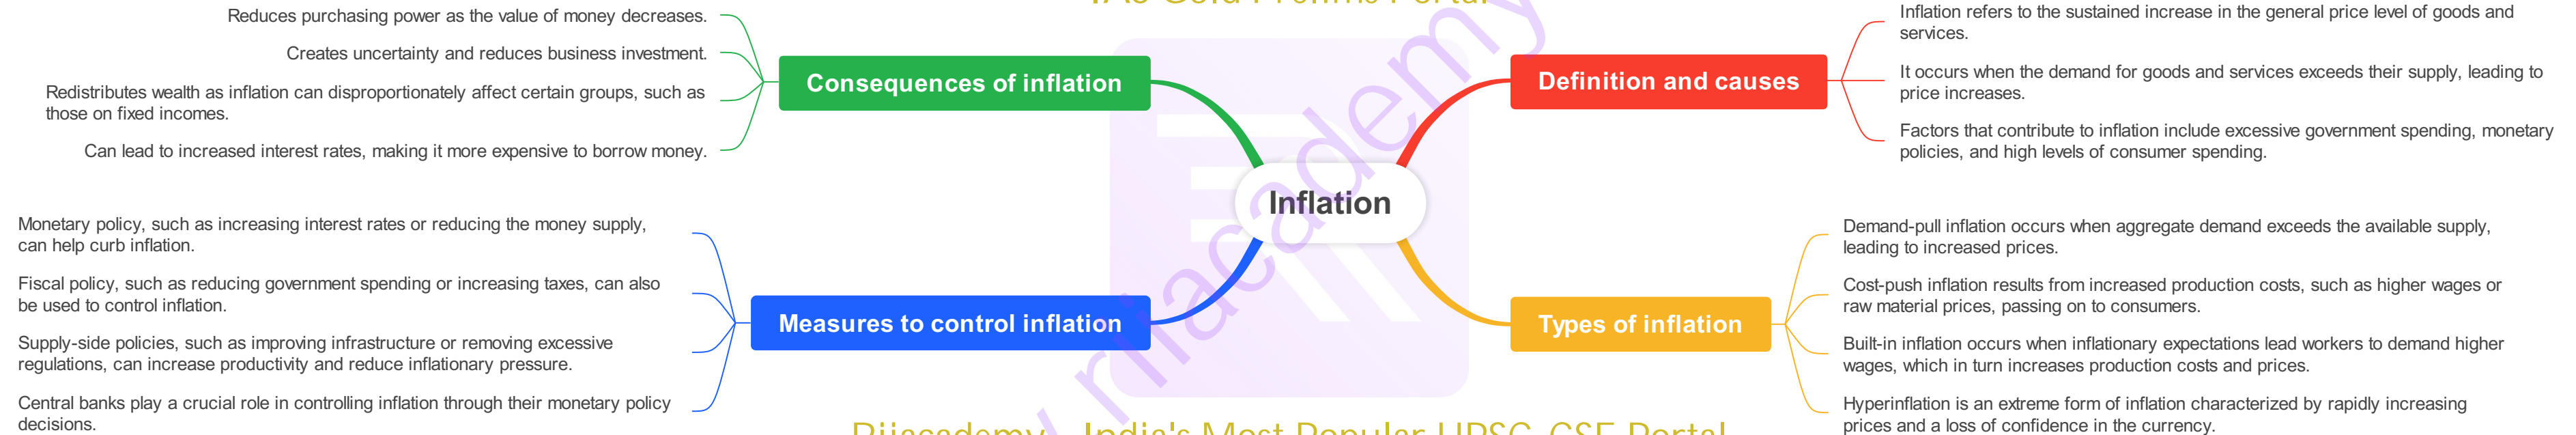 Reduces purchasing power as the value of money decreases.
Creates uncertainty and reduces business investment.
Redistributes wealth as inflation can disproportionately affect certain groups, such as
those on fixed incomes.
Can lead to increased interest rates, making it more expensive to borrow money.
Consequences of inflation
Definition and causes
Inflation refers to the sustained increase in the general price level of goods and
services.
It occurs when the demand for goods and services exceeds their supply, leading to
price increases.
Factors that contribute to inflation include excessive government spending, monetary
policies, and high levels of consumer spending.
Inflation
Monetary policy, such as increasing interest rates or reducing the money supply,
can help curb inflation.
Fiscal policy, such as reducing government spending or increasing taxes, can also
be used to control inflation.
Supply-side policies, such as improving infrastructure or removing excessive
regulations, can increase productivity and reduce inflationary pressure.
Central banks play a crucial role in controlling inflation through their monetary policy
decisions.
Measures to control inflation
Types of inflation
Demand-pull inflation occurs when aggregate demand exceeds the available supply,
leading to increased prices.
Cost-push inflation results from increased production costs, such as higher wages or
raw material prices, passing on to consumers.
Built-in inflation occurs when inflationary expectations lead workers to demand higher
wages, which in turn increases production costs and prices.
Hyperinflation is an extreme form of inflation characterized by rapidly increasing
prices and a loss of confidence in the currency.
rijacademy
Rijacademy - India's Most Popular UPSC-CSE Portal